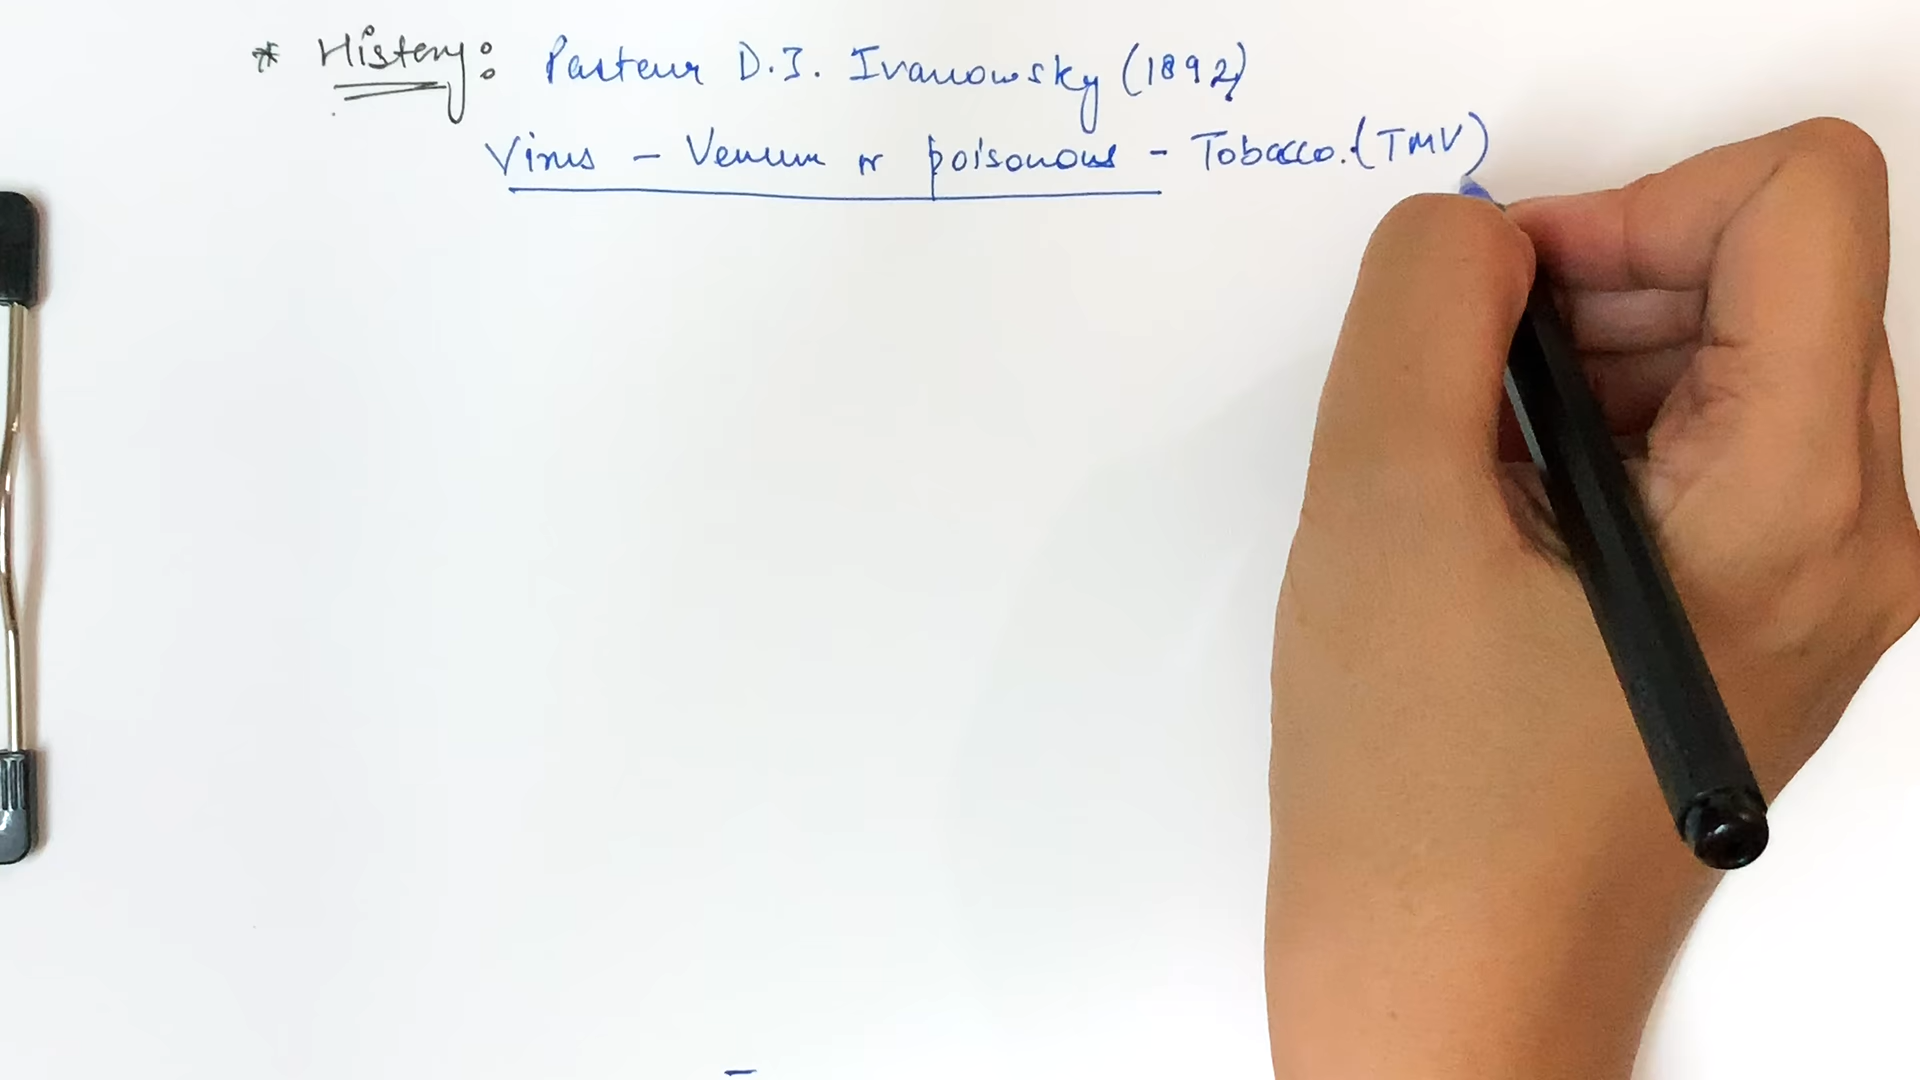 * History: Pasteur D.J. Ivanowsky (1892)
Virus - Venum or poisonous - Tobacco. (TMV)